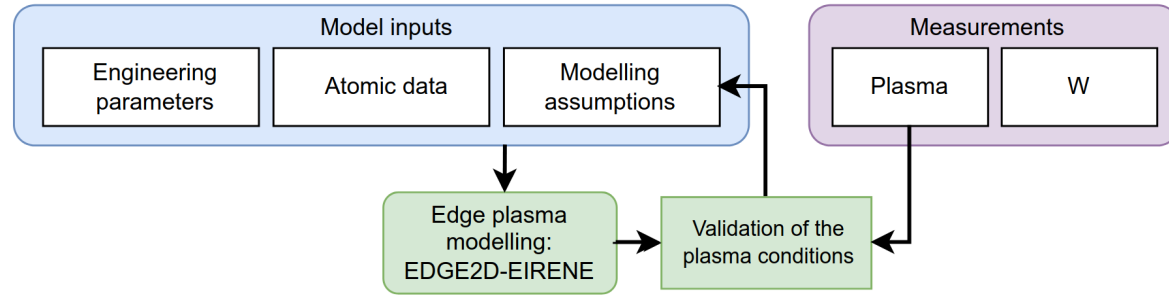 Model inputs
Engineering
parameters
Atomic data
Modelling
assumptions
Measurements
Plasma
W
Edge plasma
modelling:
EDGE2D-EIRENE
Validation of the
plasma conditions